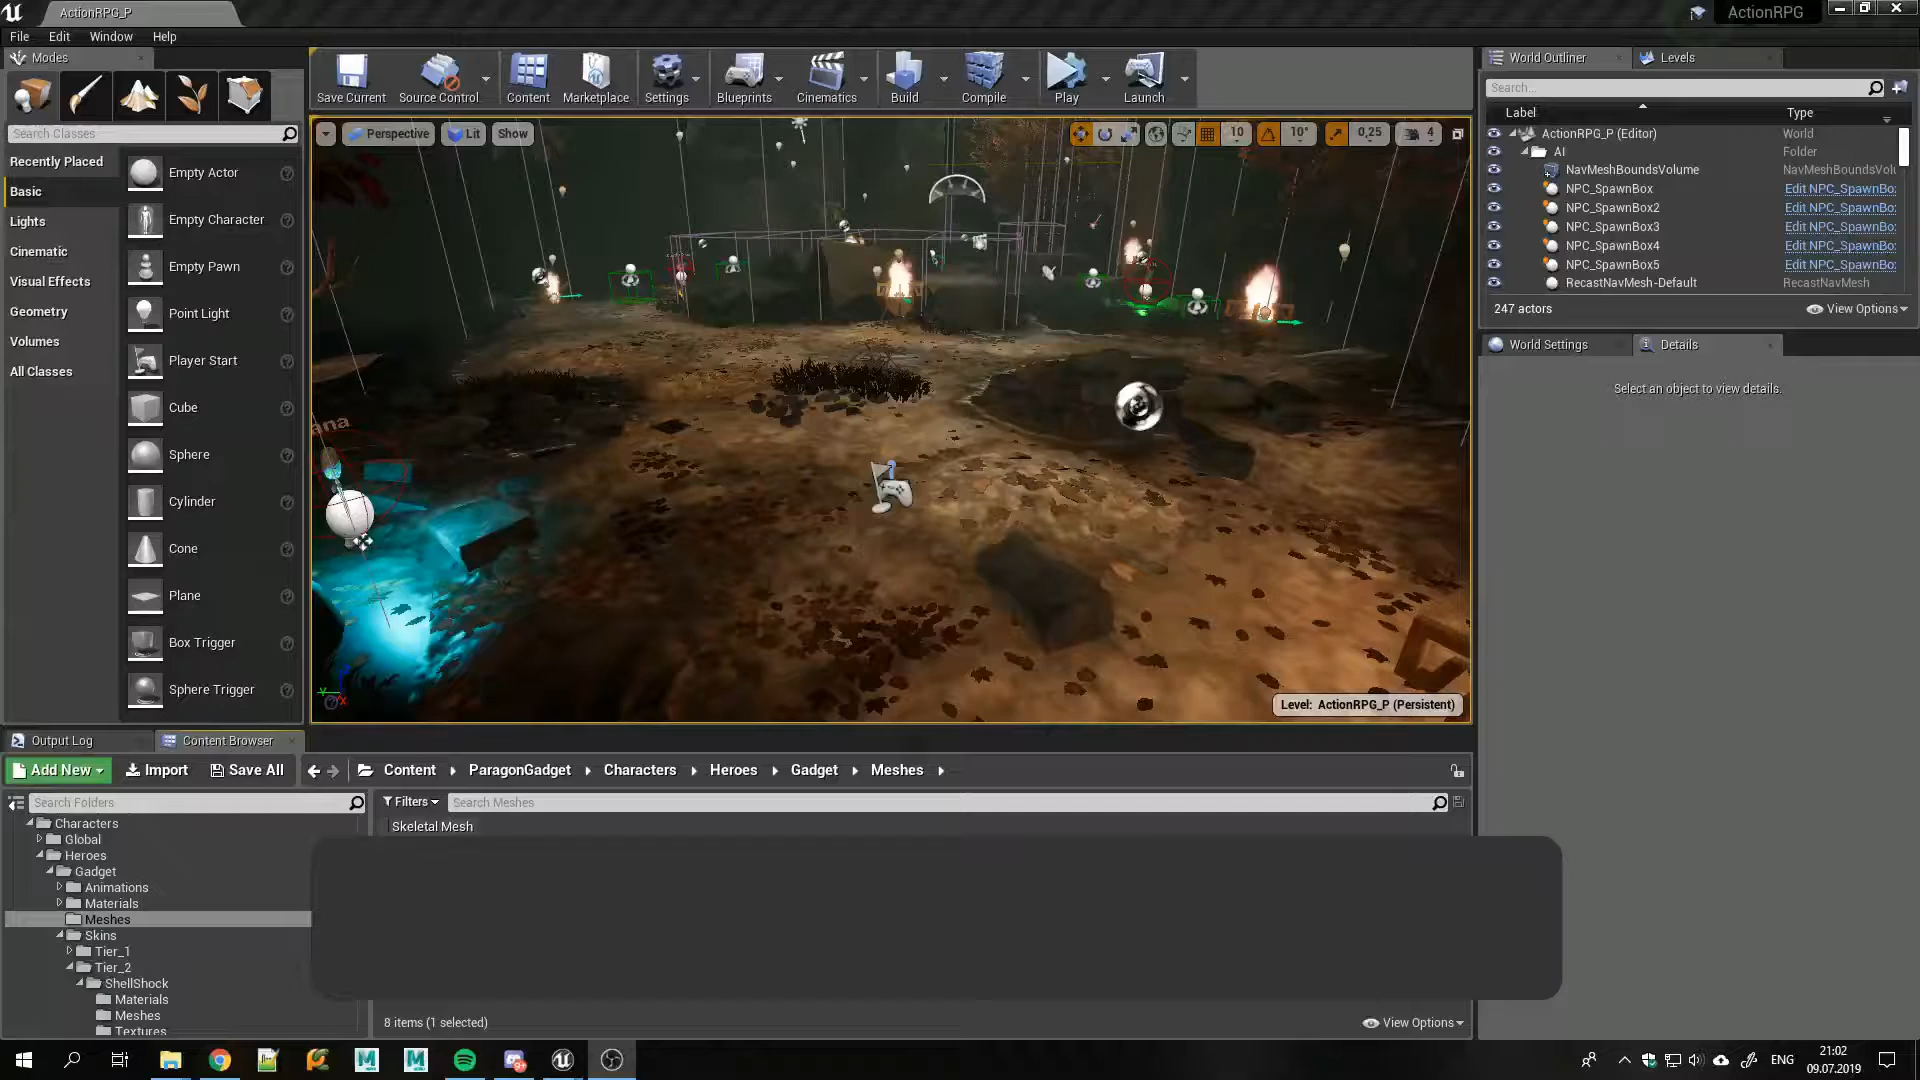 ActionRPG_P
ActionRPG
File Edit Window Help
Modes
Search Classes
Recently Placed
Basic
Lights
Cinematic
Visual Effects
Geometry
Volumes
All Classes
Empty Actor
Empty Character
Empty Pawn
Point Light
Player Start
Cube
Sphere
Cylinder
Cone
Plane
Box Trigger
Sphere Trigger
Save Current Source Control Content Marketplace Settings Blueprints Cinematics Build Compile Play Launch
Perspective Lit Show
10 10° 0,25 4
ana
Level: ActionRPG_P (Persistent)
World Outliner Levels
Search...
Label Type
ActionRPG_P (Editor) World
AI Folder
NavMeshBoundsVolume NavMeshBoundsVolu
NPC_SpawnBox Edit NPC_SpawnBo
NPC_SpawnBox2 Edit NPC_SpawnBo
NPC_SpawnBox3 Edit NPC_SpawnBo
NPC_SpawnBox4 Edit NPC_SpawnBo
NPC_SpawnBox5 Edit NPC_SpawnBo
RecastNavMesh-Default RecastNavMesh
247 actors View Options
World Settings Details
Select an object to view details.
Output Log Content Browser
Add New Import Save All Content ParagonGadget Characters Heroes Gadget Meshes
Search Folders
Filters Search Meshes
Skeletal Mesh
Characters
Global
Heroes
Gadget
Animations
Materials
Meshes
Skins
Tier_1
Tier_2
ShellShock
Materials
Meshes
Textures
8 items (1 selected) View Options
ENG 21:02
09.07.2019